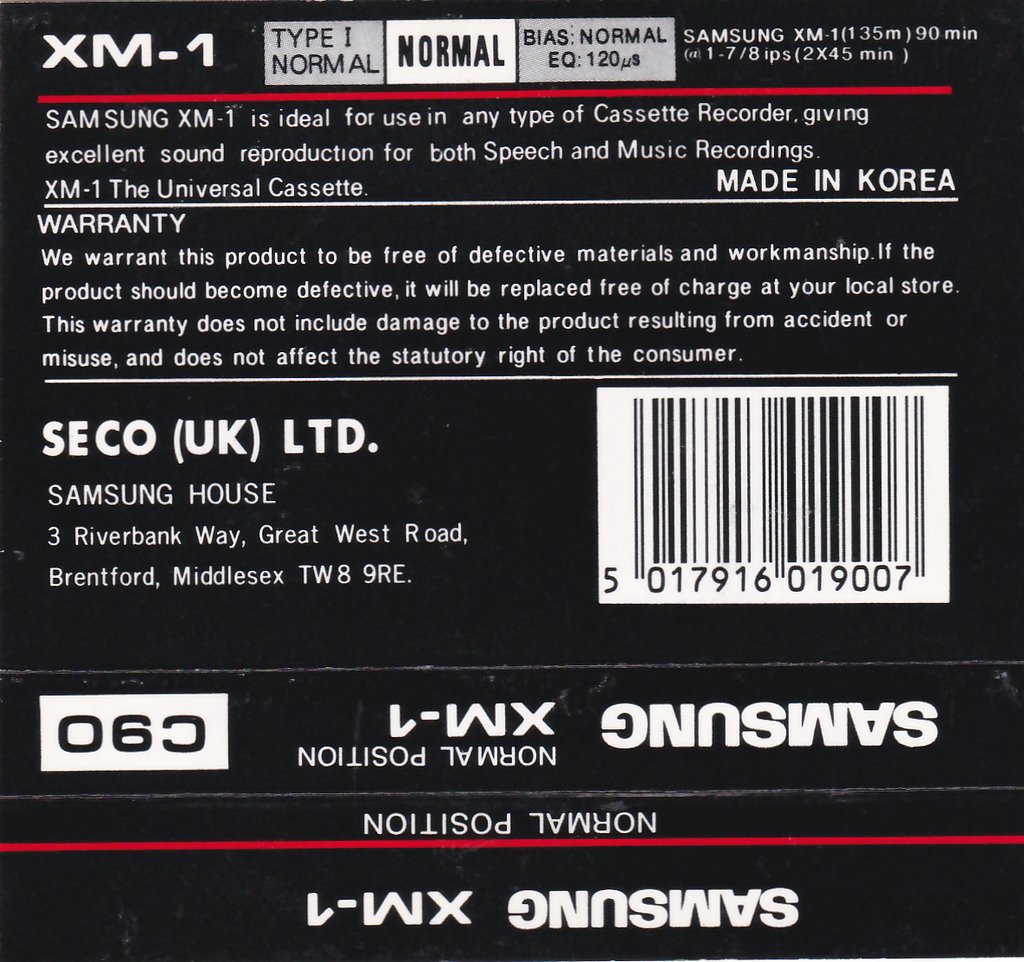 XM-1
TYPE I
NORMAL
NORMAL
BIAS: NORMAL
EQ: 120μs
SAMSUNG XM-1(135m) 90 min
@ 1-7/8 ips (2X45 min )
SAMSUNG XM-1 is ideal for use in any type of Cassette Recorder, giving
excellent sound reproduction for both Speech and Music Recordings.
XM-1 The Universal Cassette.
MADE IN KOREA
WARRANTY
We warrant this product to be free of defective materials and workmanship. If the
product should become defective, it will be replaced free of charge at your local store.
This warranty does not include damage to the product resulting from accident or
misuse, and does not affect the statutory right of the consumer.
SECO (UK) LTD.
SAMSUNG HOUSE
3 Riverbank Way, Great West Road,
Brentford, Middlesex TW8 9RE.
5 017916 019007
SAMSUNG XM-1
NORMAL POSITION
C90
NORMAL POSITION
SAMSUNG XM-1